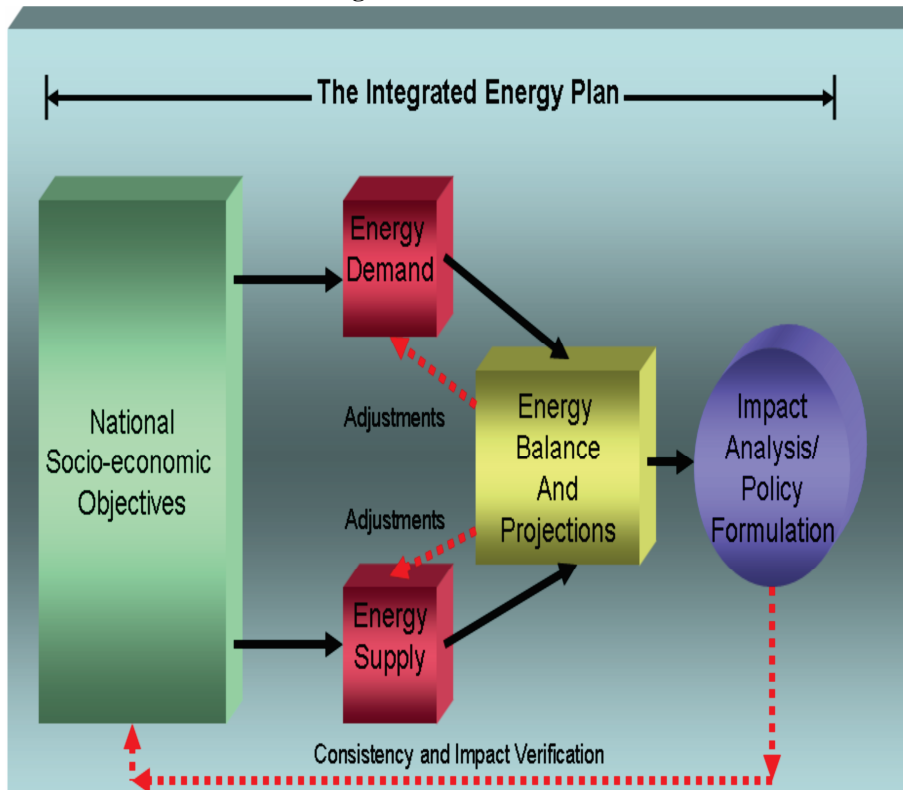 The Integrated Energy Plan
Energy
Demand
National
Socio-economic
Objectives
Adjustments
Adjustments
Energy
Balance
And
Projections
Impact
Analysis/
Policy
Formulation
Energy
Supply
Consistency and Impact Verification